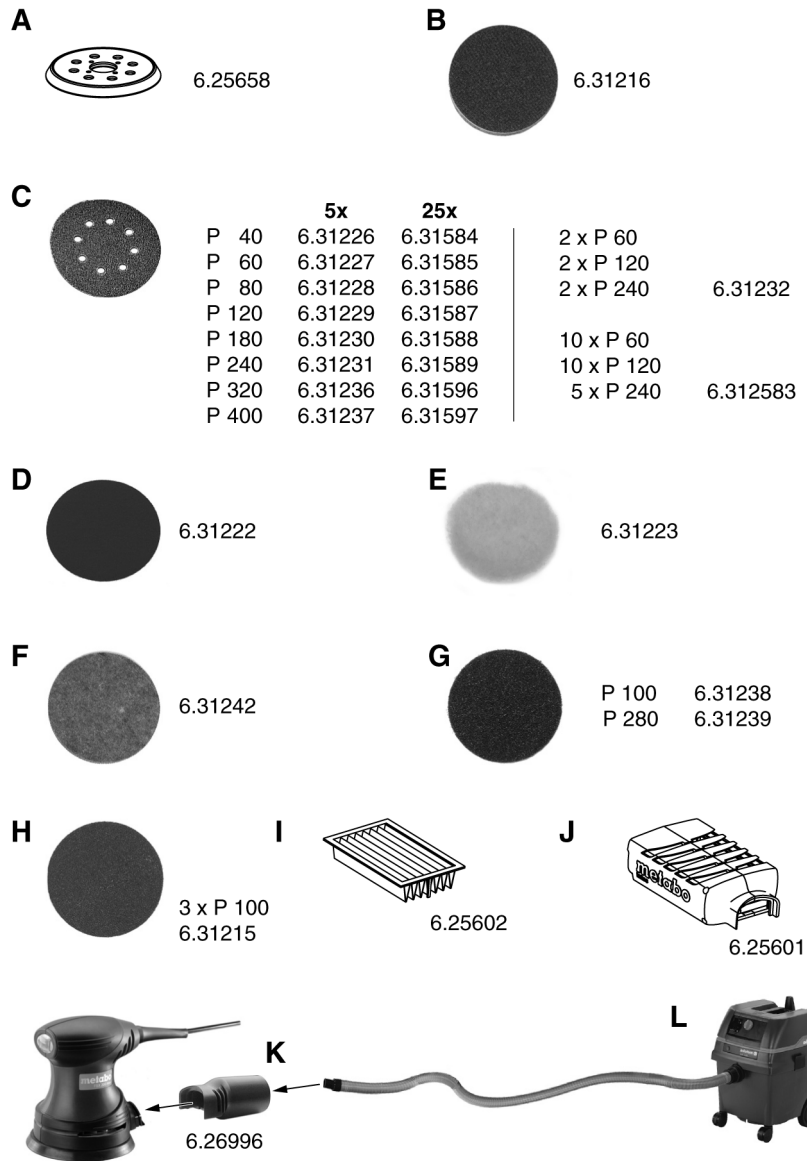 A
6.25658
B
6.31216
C
5x 25x
P 40 6.31226 6.31584
P 60 6.31227 6.31585
P 80 6.31228 6.31586
P 120 6.31229 6.31587
P 180 6.31230 6.31588
P 240 6.31231 6.31589
P 320 6.31236 6.31596
P 400 6.31237 6.31597
2 x P 60
2 x P 120
2 x P 240 6.31232
10 x P 60
10 x P 120
5 x P 240 6.312583
D
6.31222
E
6.31223
F
6.31242
G
P 100 6.31238
P 280 6.31239
H
3 x P 100
6.31215
I
6.25602
J
metabo
6.25601
metabo
K
6.26996
L